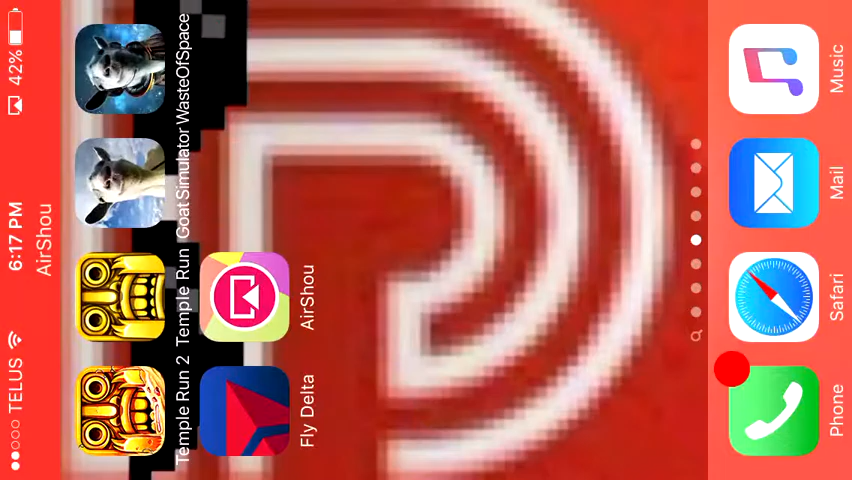 TELUS 6:17 PM 42%
AirShou
Temple Run 2 Temple Run Goat Simulator WasteOfSpace
Fly Delta AirShou
Phone Safari Mail Music